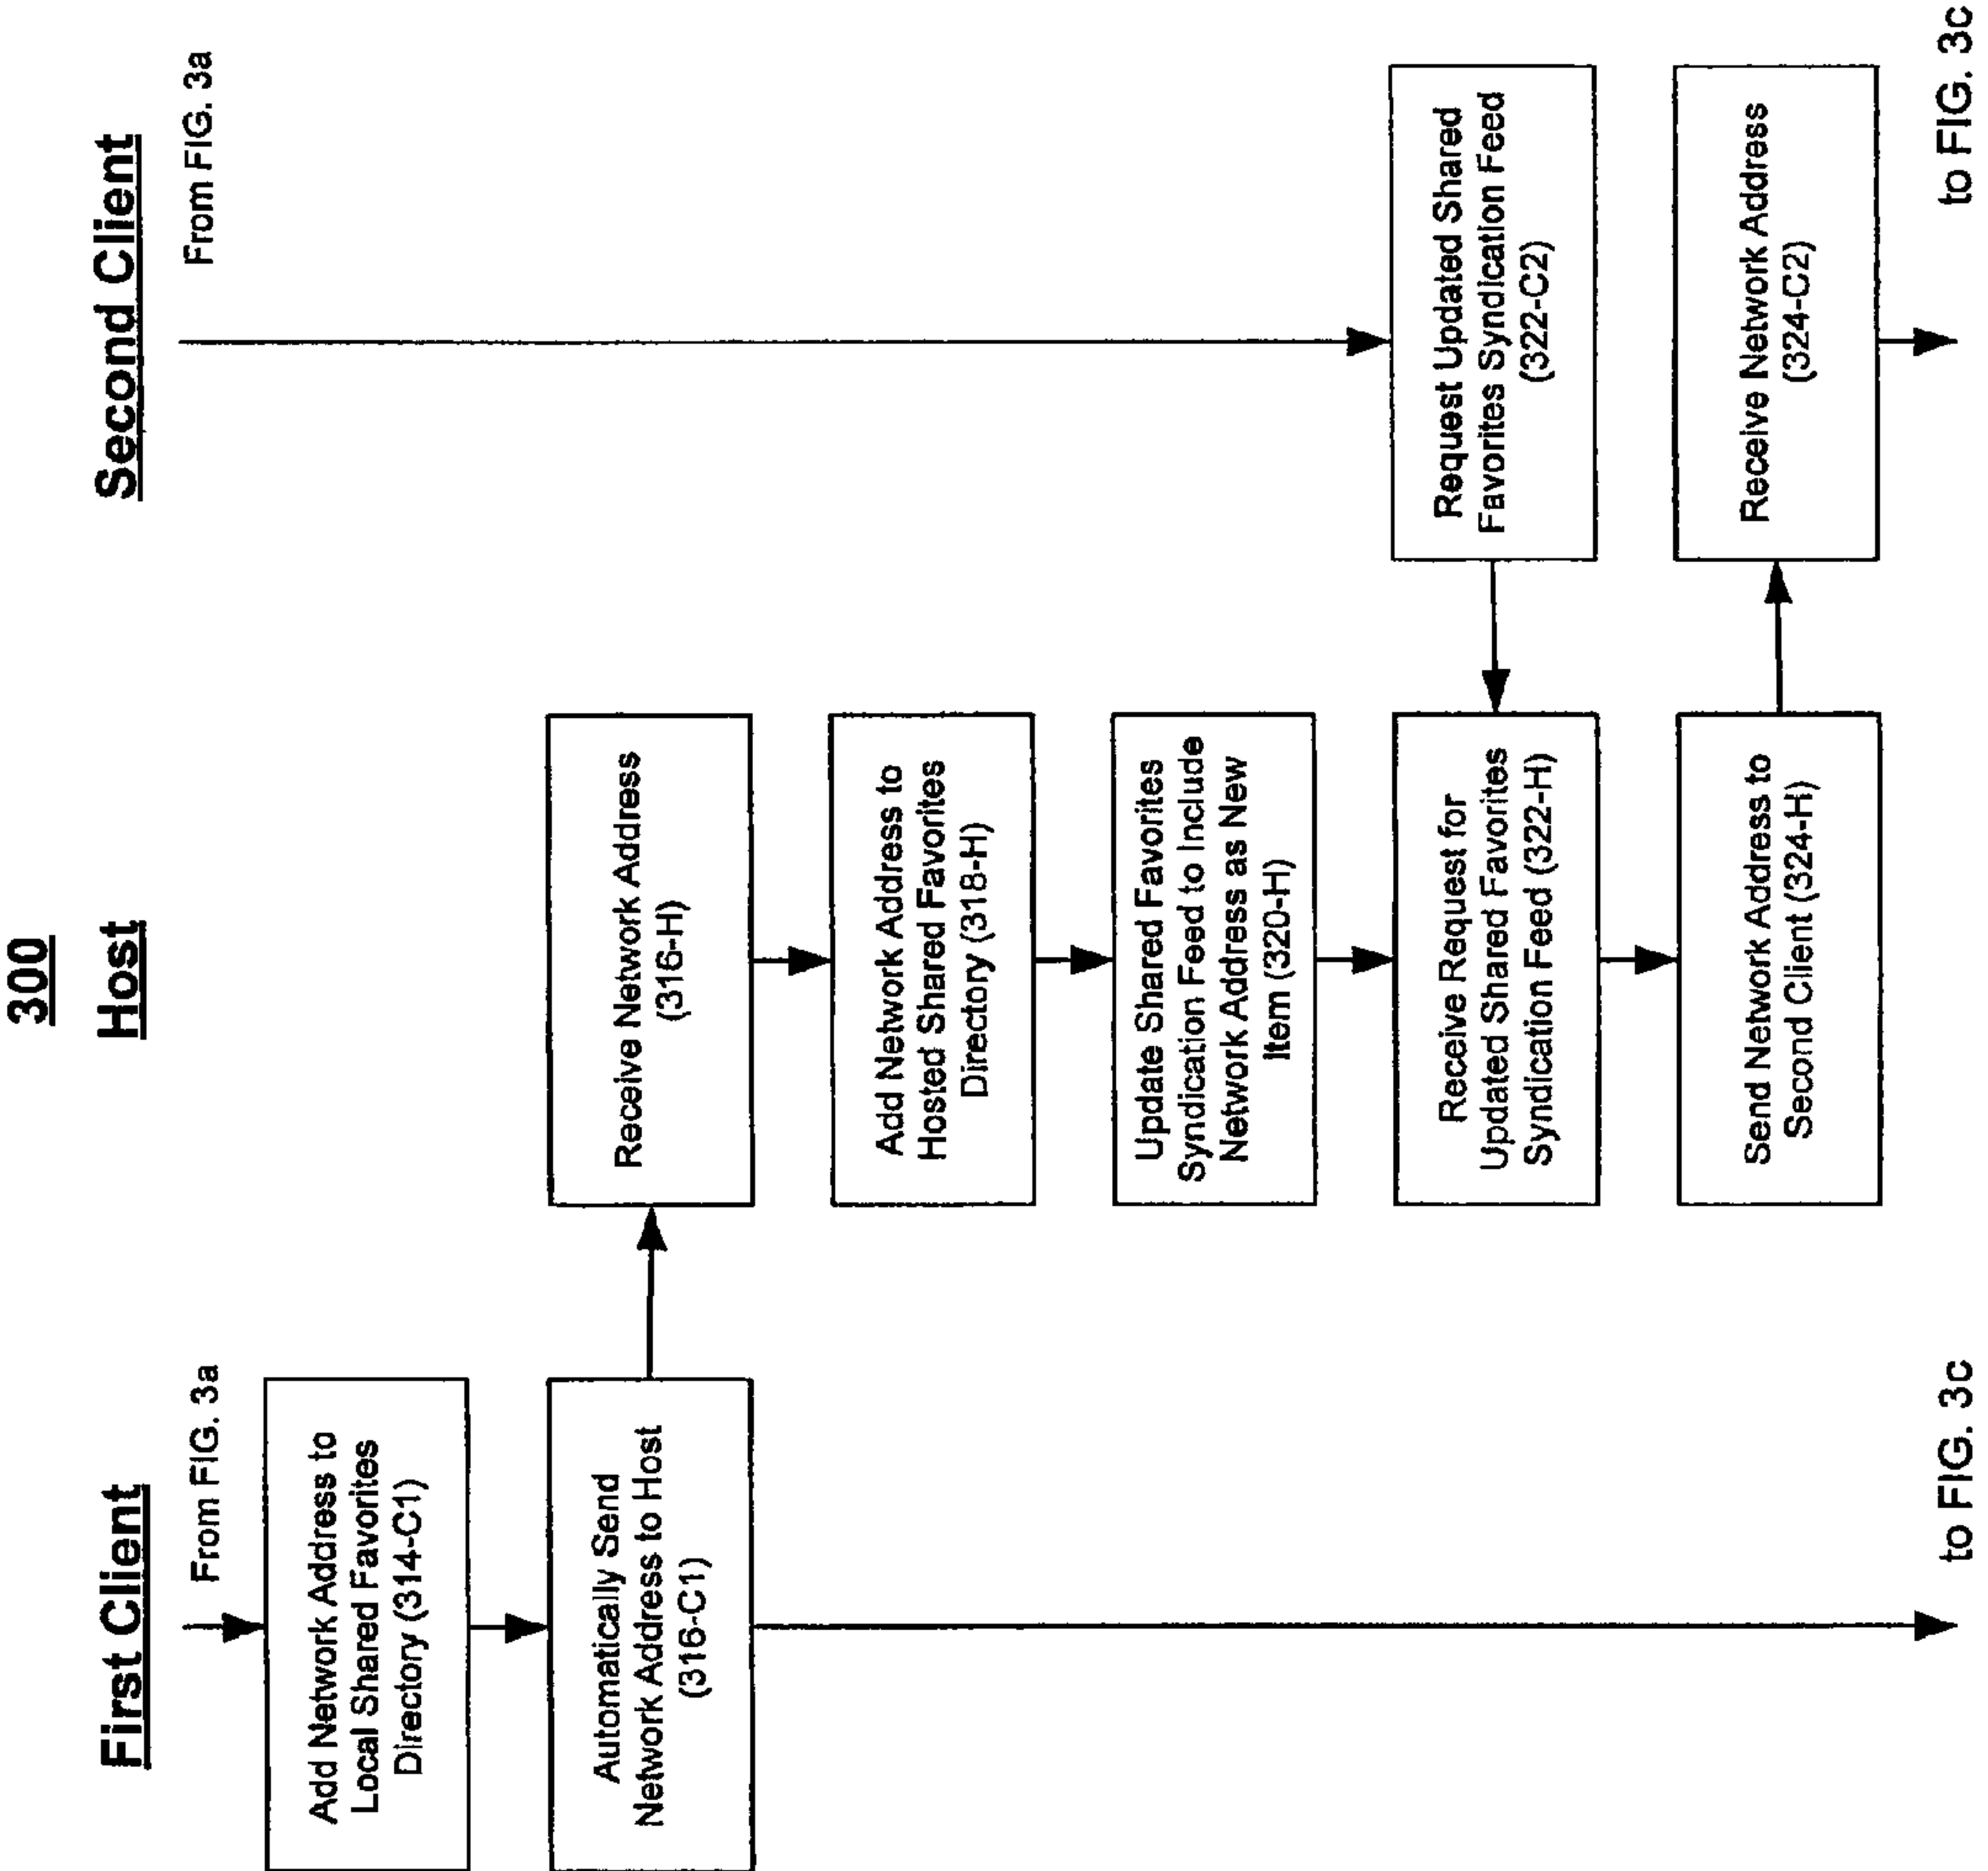 300
First Client
Host
Second Client
From FIG. 3a
From FIG. 3a
Add Network Address to
Local Shared Favorites
Directory (314-C1)
Automatically Send
Network Address to Host
(316-C1)
Receive Network Address
(316-H)
Add Network Address to
Hosted Shared Favorites
Directory (318-H)
Update Shared Favorites
Syndication Feed to Include
Network Address as New
Item (320-H)
Request Updated Shared
Favorites Syndication Feed
(322-C2)
Receive Request for
Updated Shared Favorites
Syndication Feed (322-H)
Send Network Address to
Second Client (324-H)
Receive Network Address
(324-C2)
to FIG. 3c
to FIG. 3c